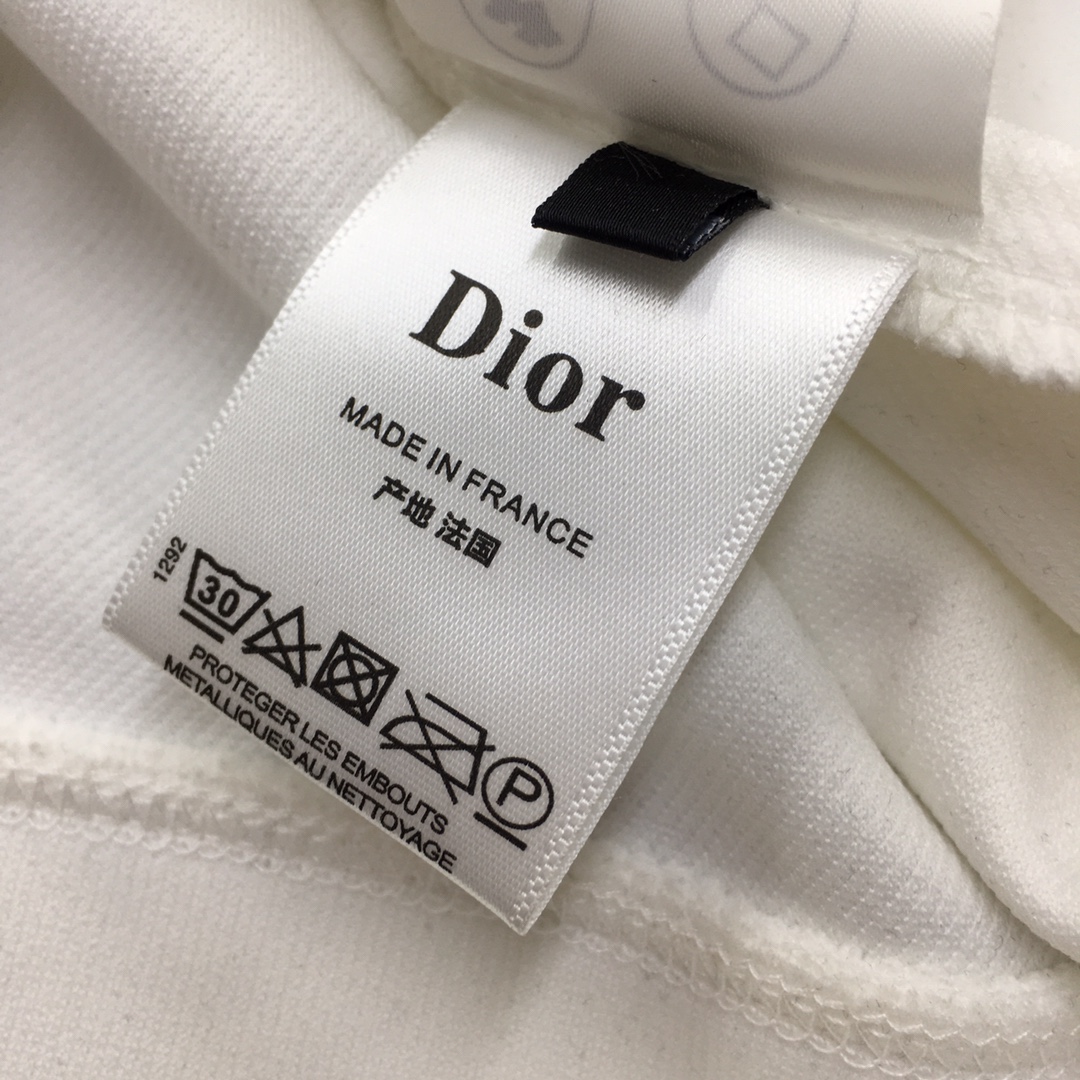 Dior
MADE IN FRANCE
产地 法国
1292
30
P
PROTEGER LES EMBOUTS
METALLIQUES AU NETTOYAGE